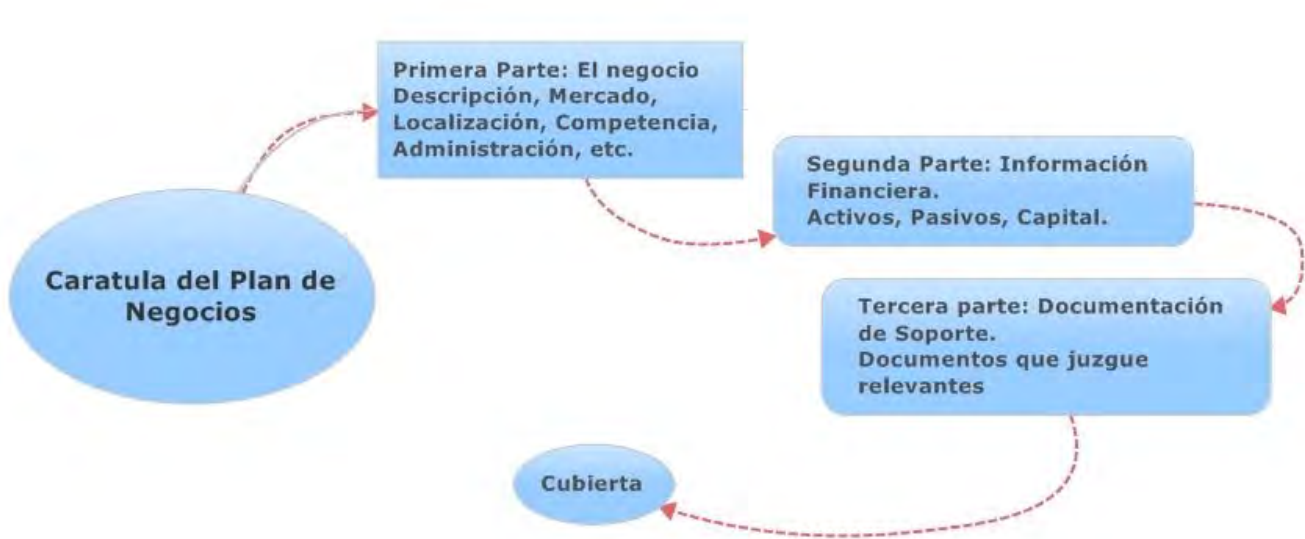 Primera Parte: El negocio
Descripción, Mercado,
Localización, Competencia,
Administración, etc.
Segunda Parte: Información
Financiera.
Activos, Pasivos, Capital.
Caratula del Plan de
Negocios
Tercera parte: Documentación
de Soporte.
Documentos que juzgue
relevantes
Cubierta